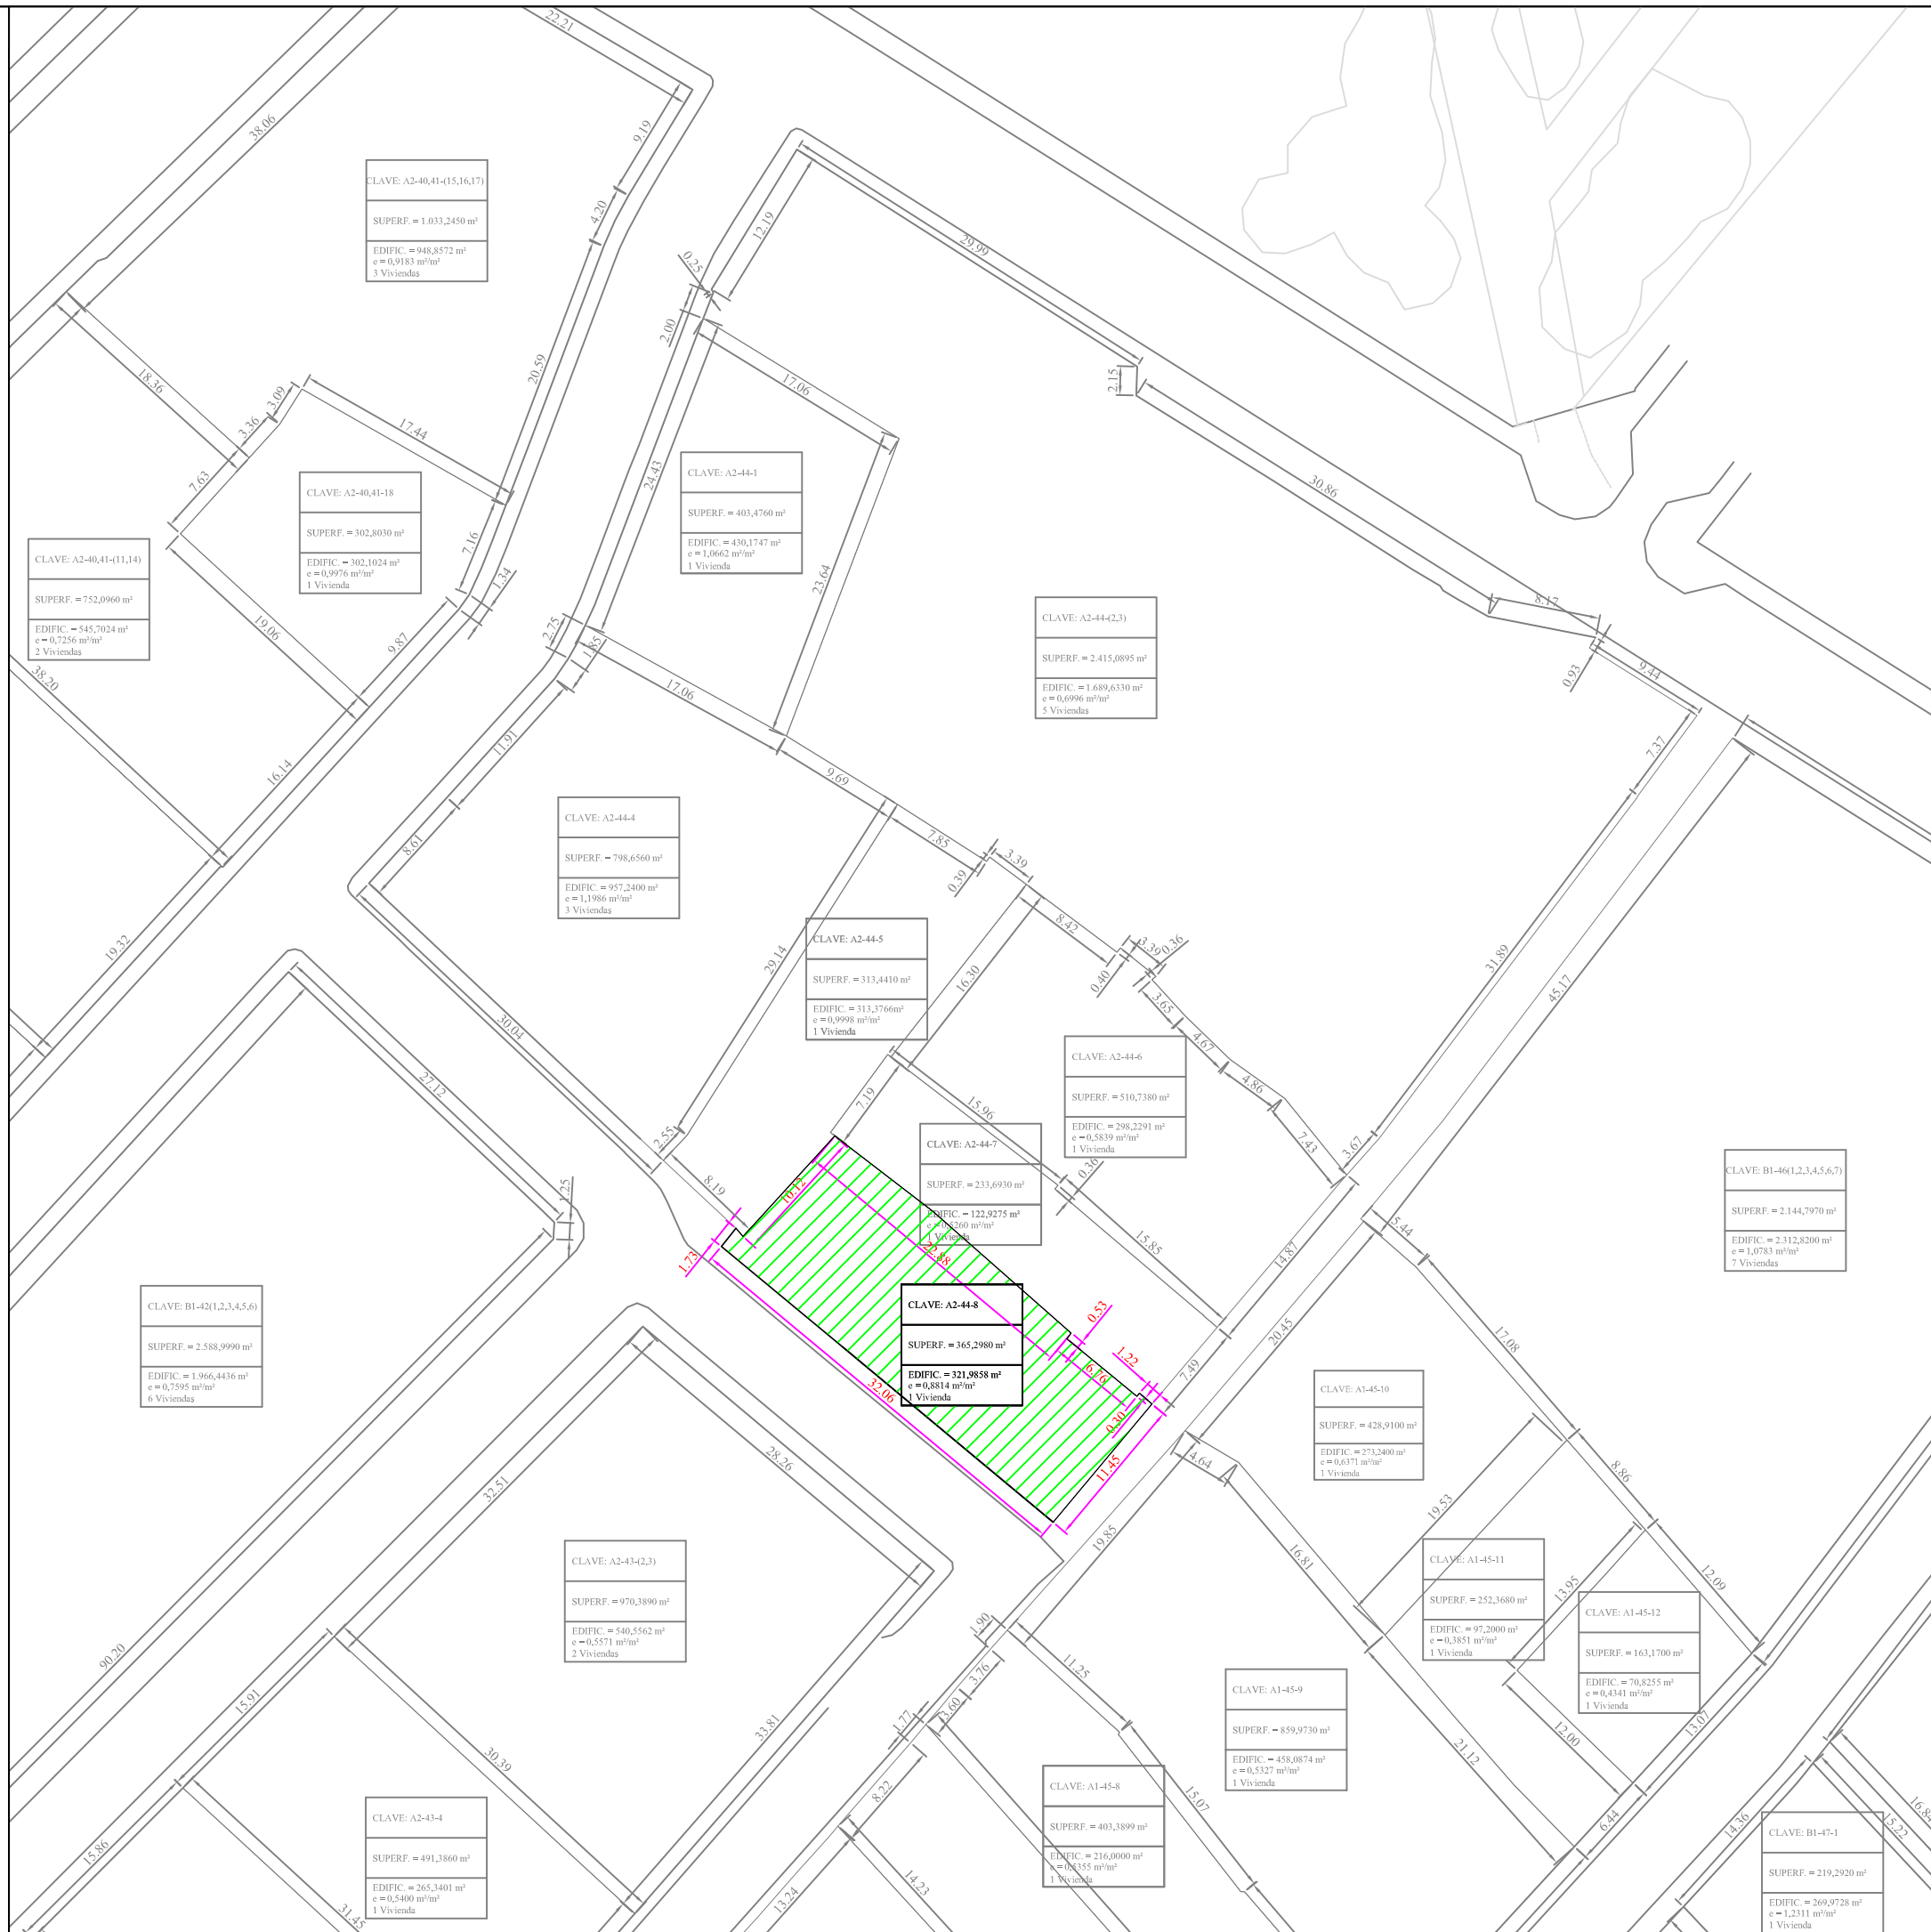 22.21
38.06
9.19
4.20
CLAVE: A2-40,41-(15,16,17)
SUPERF. = 1.033,2450 m²
EDIFIC. = 948,8572 m²
e = 0,9183 m²/m²
3 Viviendas
12.19
0.25
29.99
2.00
20.59
17.06
2.15
18.36
3.09
3.36
17.44
7.63
24.43
30.86
CLAVE: A2-44-1
SUPERF. = 403,4760 m²
EDIFIC. = 430,1747 m²
e = 1,0662 m²/m²
1 Vivienda
CLAVE: A2-40,41-18
SUPERF. = 302,8030 m²
EDIFIC. = 302,1024 m²
e = 0,9976 m²/m²
1 Vivienda
7.16
1.34
CLAVE: A2-40,41-(11,14)
SUPERF. = 752,0960 m²
EDIFIC. = 545,7024 m²
e = 0,7256 m²/m²
2 Viviendas
19.06
9.87
38.20
2.75
1.85
23.64
17.06
CLAVE: A2-44-(2,3)
SUPERF. = 2.415,0895 m²
EDIFIC. = 1.689,6330 m²
e = 0,6996 m²/m²
5 Viviendas
8.17
0.93
9.44
7.37
11.91
16.14
9.69
7.85
0.39
3.39
8.61
CLAVE: A2-44-4
SUPERF. = 798,6560 m²
EDIFIC. = 957,2400 m²
e = 1,1986 m²/m²
3 Viviendas
8.42
3.39
0.36
0.40
19.32
29.14
CLAVE: A2-44-5
SUPERF. = 313,4410 m²
EDIFIC. = 313,3766m²
e = 0,9998 m²/m²
1 Vivienda
16.30
31.89
45.17
3.65
4.67
4.86
7.43
3.67
30.04
27.12
CLAVE: A2-44-6
SUPERF. = 510,7380 m²
EDIFIC. = 298,2291 m²
e = 0,5839 m²/m²
1 Vivienda
7.19
15.96
2.55
8.19
10.12
CLAVE: A2-44-7
SUPERF. = 233,6930 m²
EDIFIC. = 122,9275 m²
e = 0,5260 m²/m²
1 Vivienda
0.36
15.85
14.87
5.44
1.25
1.73
22.88
CLAVE: B1-46(1,2,3,4,5,6,7)
SUPERF. = 2.144,7970 m²
EDIFIC. = 2.312,8200 m²
e = 1,0783 m²/m²
7 Viviendas
CLAVE: B1-42(1,2,3,4,5,6)
SUPERF. = 2.588,9990 m²
EDIFIC. = 1.966,4436 m²
e = 0,7595 m²/m²
6 Viviendas
CLAVE: A2-44-8
SUPERF. = 365,2980 m²
EDIFIC. = 321,9858 m²
e = 0,8814 m²/m²
1 Vivienda
0.53
1.22
6.76
0.30
32.06
11.45
7.49
20.45
17.08
CLAVE: A1-45-10
SUPERF. = 428,9100 m²
EDIFIC. = 273,2400 m²
e = 0,6371 m²/m²
1 Vivienda
4.64
8.86
28.26
32.51
19.53
19.85
16.81
CLAVE: A2-43-(2,3)
SUPERF. = 970,3890 m²
EDIFIC. = 540,5562 m²
e = 0,5571 m²/m²
2 Viviendas
CLAVE: A1-45-11
SUPERF. = 252,3680 m²
EDIFIC. = 97,2000 m²
e = 0,3851 m²/m²
1 Vivienda
13.95
12.09
CLAVE: A1-45-12
SUPERF. = 163,1700 m²
EDIFIC. = 70,8255 m²
e = 0,4341 m²/m²
1 Vivienda
90.20
15.91
1.90
3.76
3.60
1.77
11.25
CLAVE: A1-45-9
SUPERF. = 859,9730 m²
EDIFIC. = 458,0874 m²
e = 0,5327 m²/m²
1 Vivienda
33.81
30.39
12.00
13.07
21.12
8.22
CLAVE: A1-45-8
SUPERF. = 403,3899 m²
EDIFIC. = 216,0000 m²
e = 0,5355 m²/m²
1 Vivienda
15.07
CLAVE: A2-43-4
SUPERF. = 491,3860 m²
EDIFIC. = 265,3401 m²
e = 0,5400 m²/m²
1 Vivienda
15.86
31.45
13.24
14.23
6.44
14.36
16.84
15.22
CLAVE: B1-47-1
SUPERF. = 219,2920 m²
EDIFIC. = 269,9728 m²
e = 1,2311 m²/m²
1 Vivienda